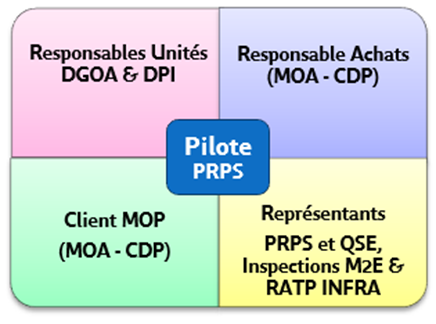 Responsables Unités
DGOA & DPI
Responsable Achats
(MOA - CDP)
Pilote
PRPS
Client MOP
(MOA - CDP)
Représentants
PRPS et QSE,
Inspections M2E &
RATP INFRA